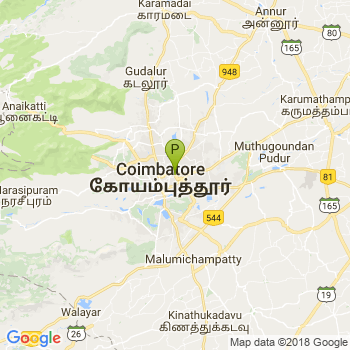 Karamadai
காரமடை
Annur
அன்னூர்
80
165
Gudalur
கூடலூர்
948
Anaikatti
ஆனைகட்டி
Karumathamp
கருமத்தம்ப
P
Muthugoundan
Pudur
Coimbatore
கோயம்புத்தூர்
81
Narasipuram
நரசீபுரம்
165
544
Malumichampatty
19
Walayar
26
Kinathukadavu
கிணத்துக்கடவு
Google
Map data ©2018 Google